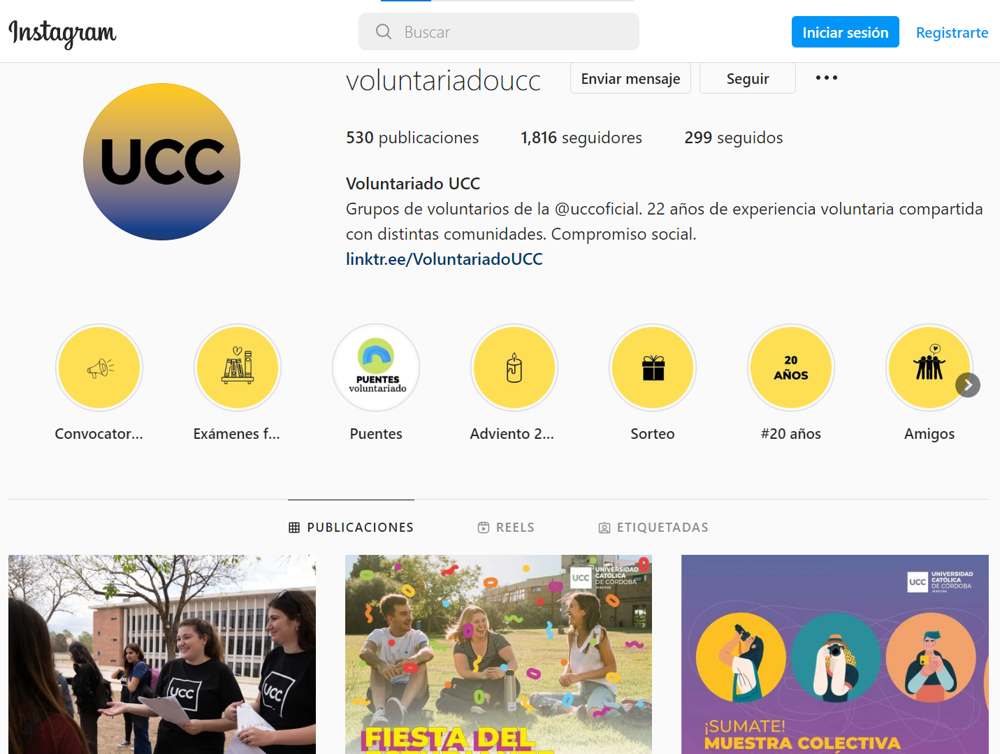 Instagram
Buscar
Iniciar sesión
Registrarte
voluntariadoucc
Enviar mensaje
Seguir
530 publicaciones
1,816 seguidores
299 seguidos
UCC
Voluntariado UCC
Grupos de voluntarios de la @uccoficial. 22 años de experiencia voluntaria compartida
con distintas comunidades. Compromiso social.
linktr.ee/VoluntariadoUCC
PUENTES
voluntariado
20
AÑOS
Convocator...
Exámenes f...
Puentes
Adviento 2...
Sorteo
#20 años
Amigos
PUBLICACIONES
REELS
ETIQUETADAS
UCC
UCC
UCC
UNIVERSIDAD
CATÓLICA
DE CÓRDOBA
JESUITAS
FIESTA DEL
ESTUDIANTE
UCC
UNIVERSIDAD
CATÓLICA
DE CÓRDOBA
JESUITAS
¡SUMATE!
MUESTRA COLECTIVA